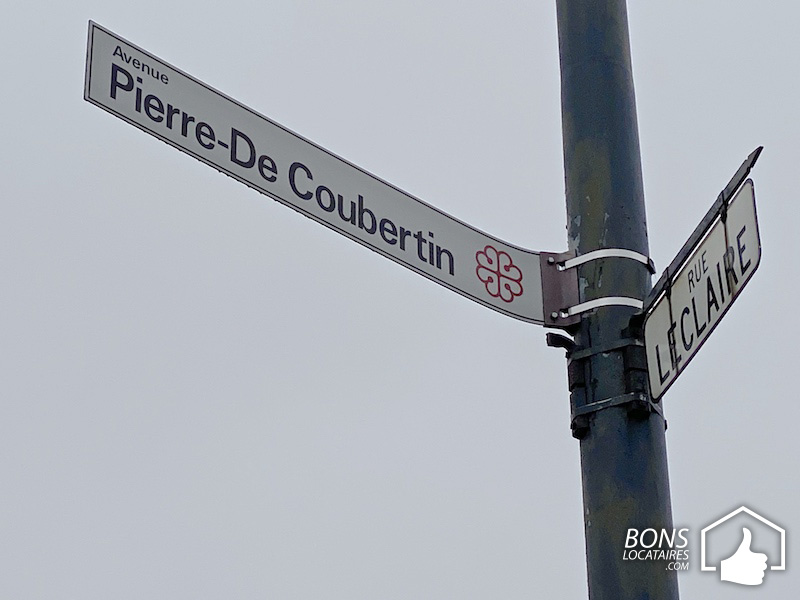 Avenue
Pierre-De Coubertin
RUE
LECLAIRE
BONS
LOCATAIRES
.COM